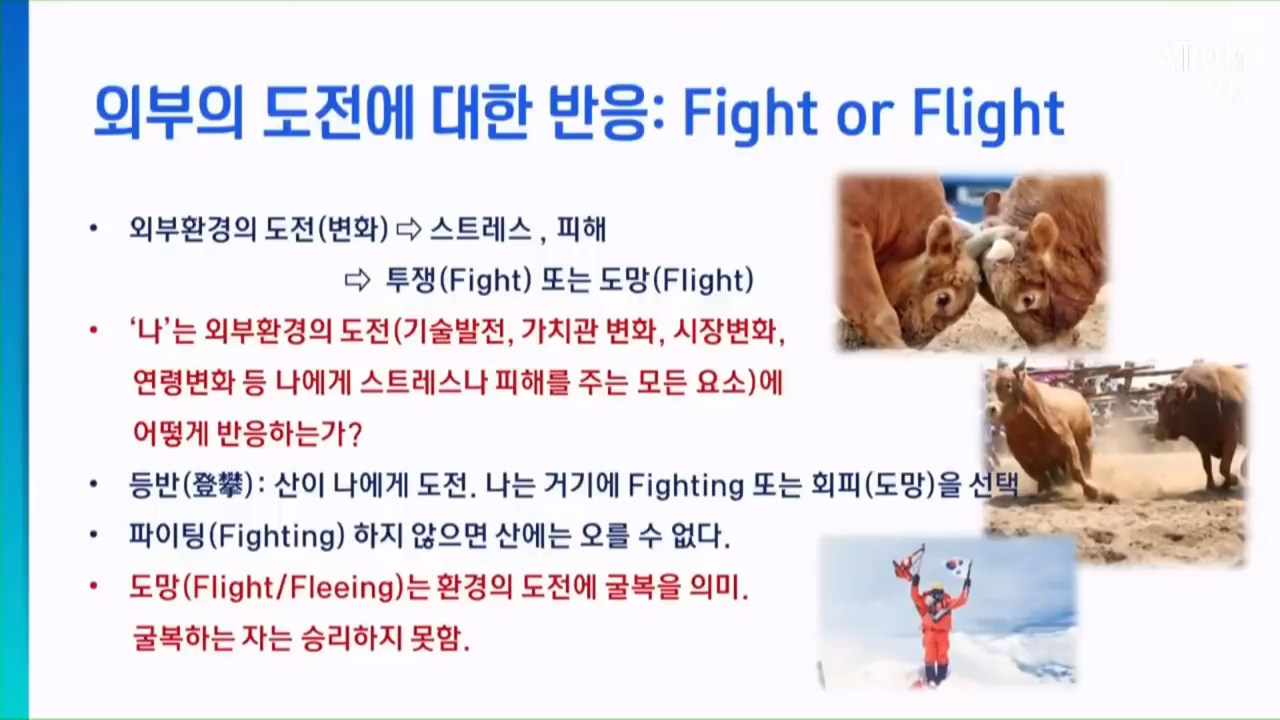 외부의 도전에 대한 반응: Fight or Flight
• 외부환경의 도전(변화) ⇨ 스트레스 , 피해
⇨ 투쟁(Fight) 또는 도망(Flight)
• ‘나’는 외부환경의 도전(기술발전, 가치관 변화, 시장변화,
연령변화 등 나에게 스트레스나 피해를 주는 모든 요소)에
어떻게 반응하는가?
• 등반(登攀): 산이 나에게 도전. 나는 거기에 Fighting 또는 회피(도망)을 선택
• 파이팅(Fighting) 하지 않으면 산에는 오를 수 없다.
• 도망(Flight/Fleeing)는 환경의 도전에 굴복을 의미.
굴복하는 자는 승리하지 못함.